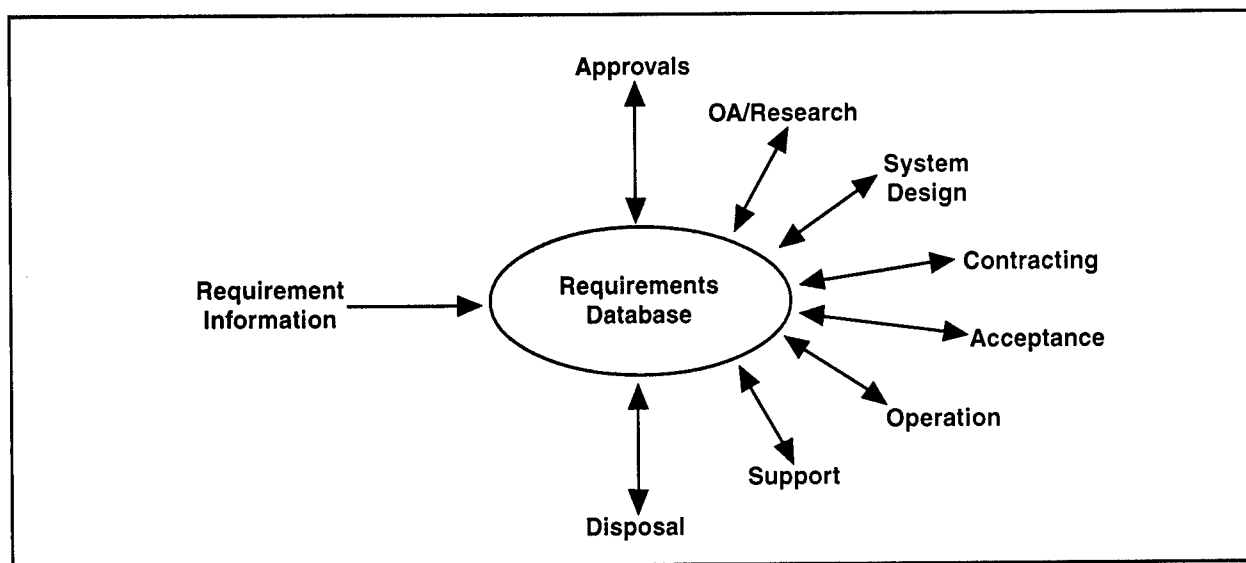 Approvals
OA/Research
System
Design
Contracting
Requirement
Information
Requirements
Database
Acceptance
Operation
Support
Disposal